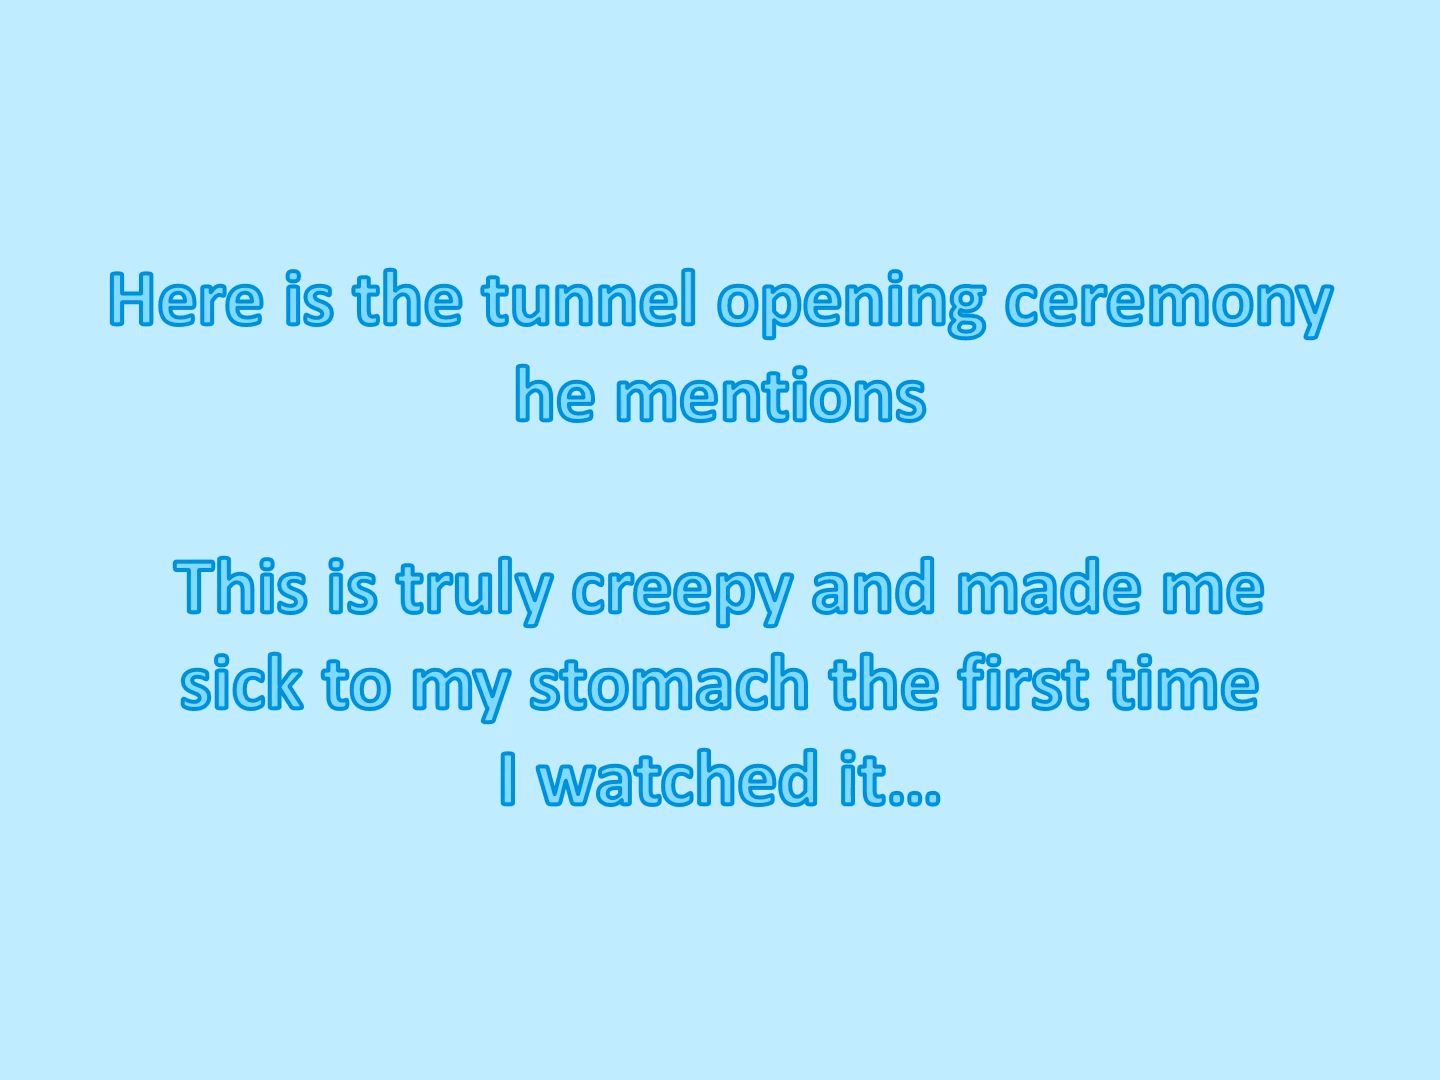 Here is the tunnel opening ceremony
he mentions
This is truly creepy and made me
sick to my stomach the first time
I watched it…